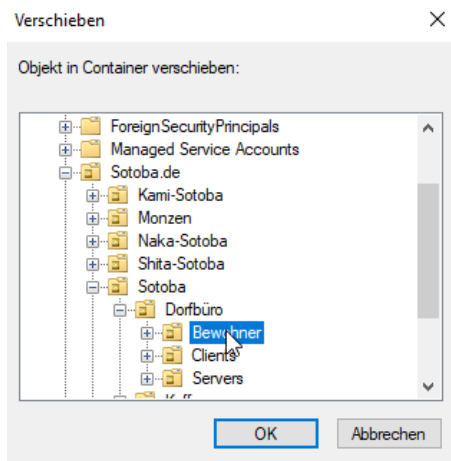 Verschieben
Objekt in Container verschieben:
ForeignSecurityPrincipals
Managed Service Accounts
Sotoba.de
Kami-Sotoba
Monzen
Naka-Sotoba
Shita-Sotoba
Sotoba
Dorfbüro
Bewohner
Clients
Servers
OK
Abbrechen